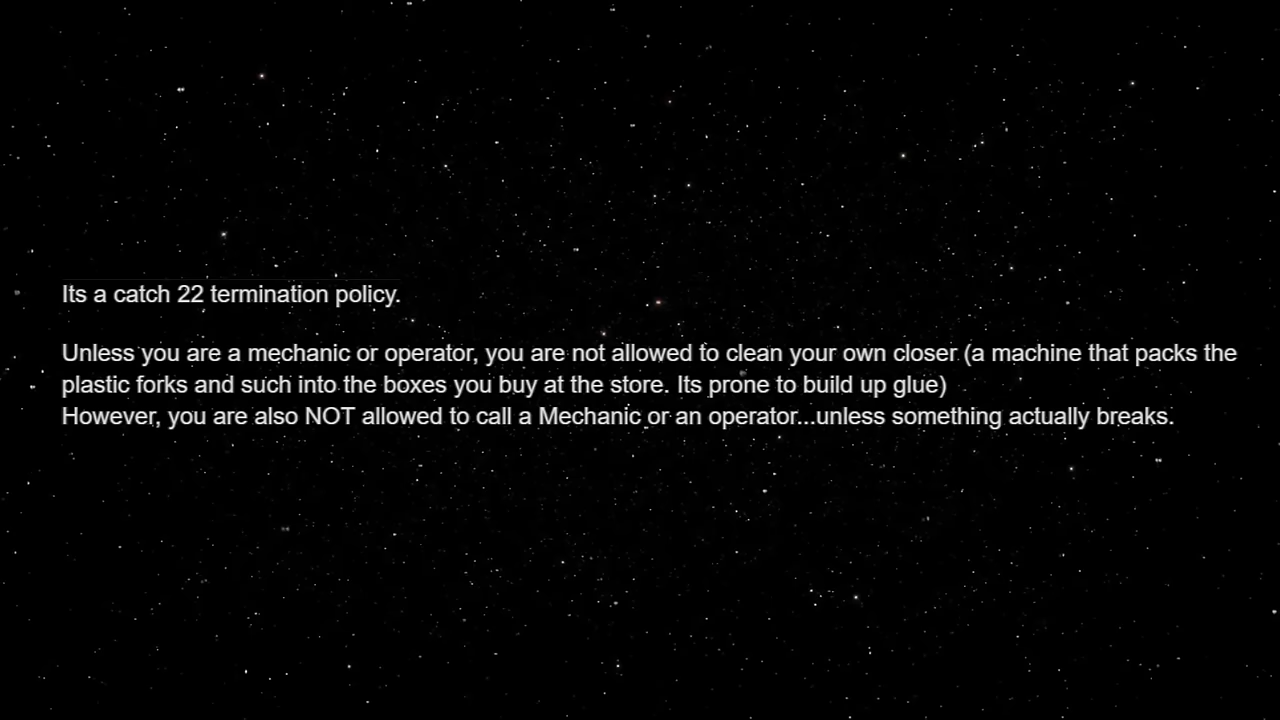 Its a catch 22 termination policy.
Unless you are a mechanic or operator, you are not allowed to clean your own closer (a machine that packs the
plastic forks and such into the boxes you buy at the store. Its prone to build up glue)
However, you are also NOT allowed to call a Mechanic or an operator...unless something actually breaks.